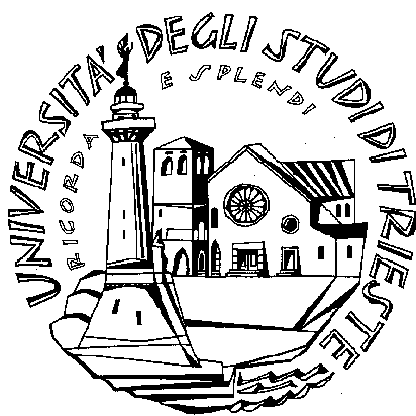 UNIVERSITA' DEGLI STUDI DI TRIESTE
RICORDA E SPLENDI